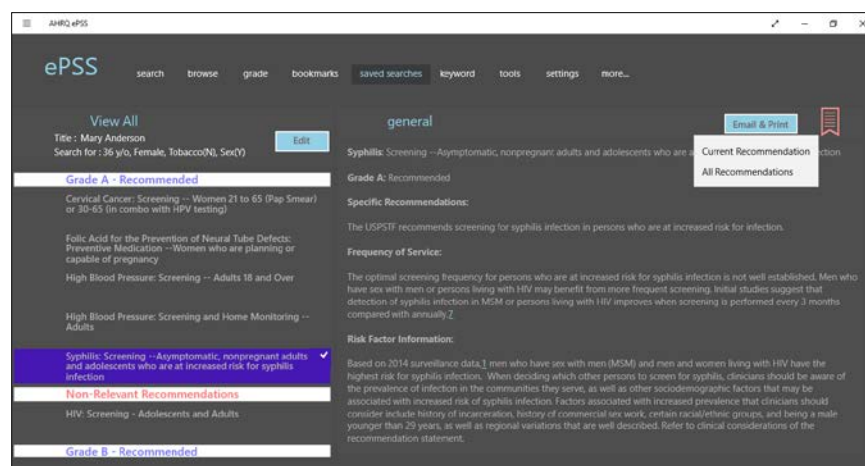 AHRQ ePSS
ePSS
search browse grade bookmarks saved searches keyword tools settings more...
View All
Title : Mary Anderson
Search for : 36 y/o, Female, Tobacco(N), Sex(Y)
Edit
Grade A - Recommended
Cervical Cancer: Screening -- Women 21 to 65 (Pap Smear)
or 30-65 (in combo with HPV testing)
Folic Acid for the Prevention of Neural Tube Defects:
Preventive Medication --Women who are planning or
capable of pregnancy
High Blood Pressure: Screening -- Adults 18 and Over
High Blood Pressure: Screening and Home Monitoring --
Adults
Syphilis: Screening --Asymptomatic, nonpregnant adults
and adolescents who are at increased risk for syphilis
infection
Non-Relevant Recommendations
HIV: Screening - Adolescents and Adults
Grade B - Recommended
general
Email & Print
Current Recommendation
All Recommendations
Syphilis: Screening --Asymptomatic, nonpregnant adults and adolescents who are a ction
Grade A: Recommended
Specific Recommendations:
The USPSTF recommends screening for syphilis infection in persons who are at increased risk for infection.
Frequency of Service:
The optimal screening frequency for persons who are at increased risk for syphilis infection is not well established. Men who
have sex with men or persons living with HIV may benefit from more frequent screening. Initial studies suggest that
detection of syphilis infection in MSM or persons living with HIV improves when screening is performed every 3 months
compared with annually.7
Risk Factor Information:
Based on 2014 surveillance data,1 men who have sex with men (MSM) and men and women living with HIV have the
highest risk for syphilis infection. When deciding which other persons to screen for syphilis, clinicians should be aware of
the prevalence of infection in the communities they serve, as well as other sociodemographic factors that may be
associated with increased risk of syphilis infection. Factors associated with increased prevalence that clinicians should
consider include history of incarceration, history of commercial sex work, certain racial/ethnic groups, and being a male
younger than 29 years, as well as regional variations that are well described. Refer to clinical considerations of the
recommendation statement.